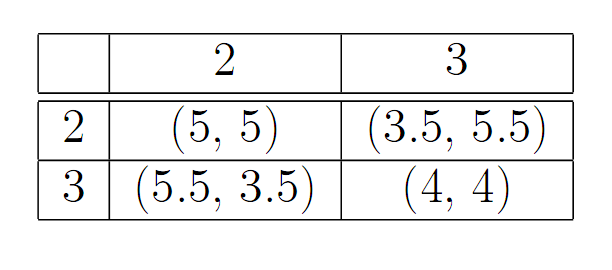 2 3
2 (5, 5) (3.5, 5.5)
3 (5.5, 3.5) (4, 4)